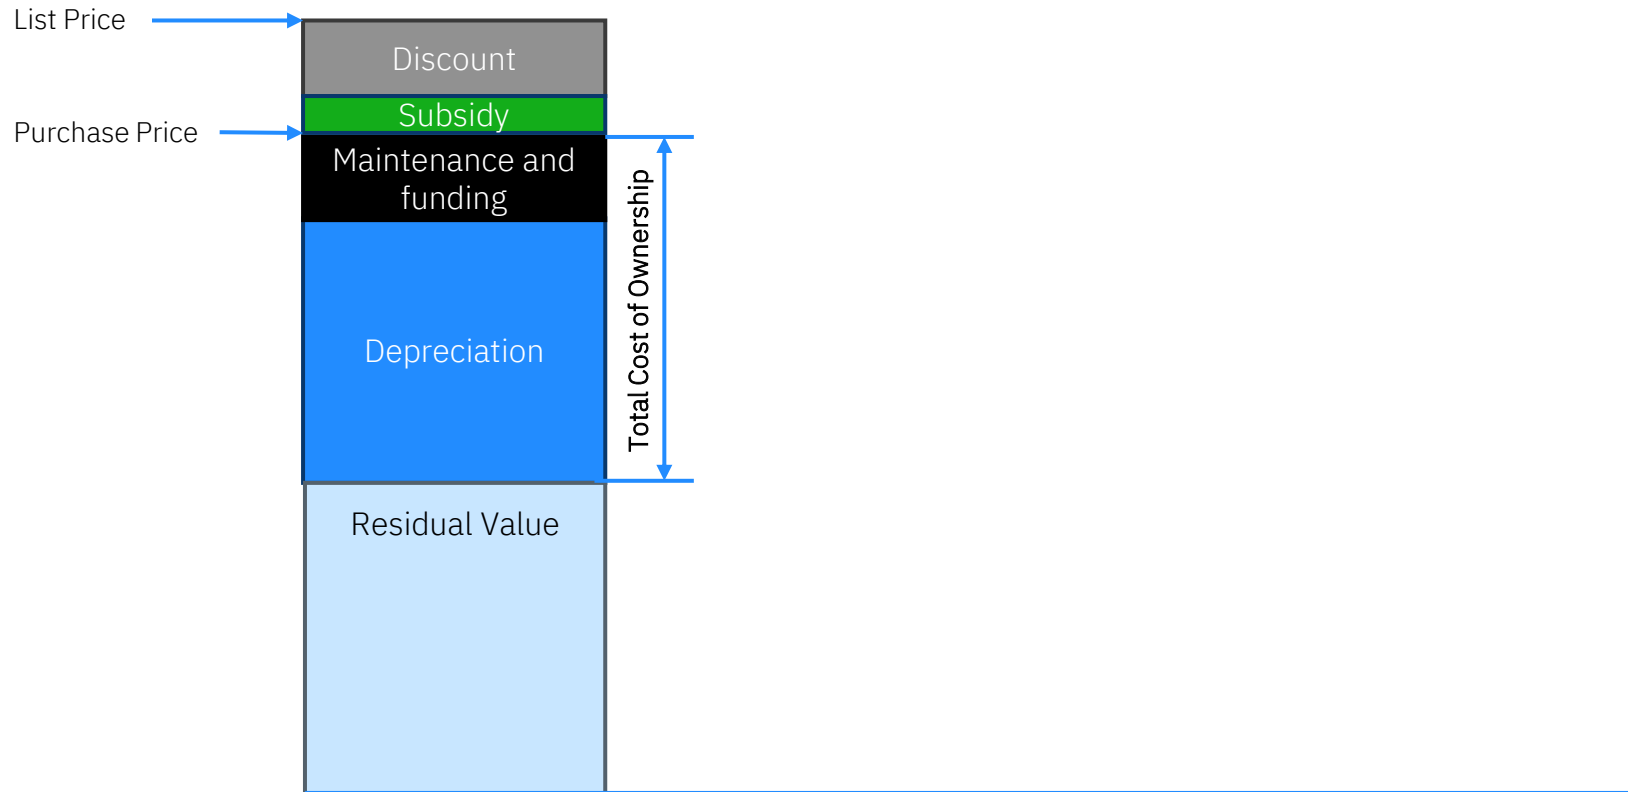 List Price
Discount
Subsidy
Purchase Price
Maintenance and
funding
Total Cost of Ownership
Depreciation
Residual Value